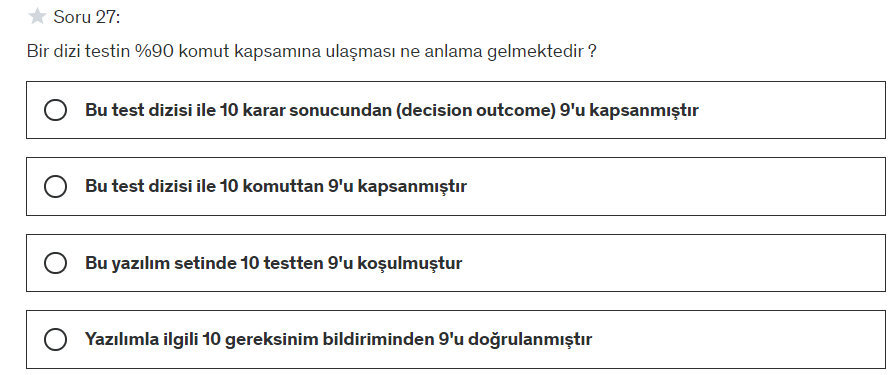 Soru 27:
Bir dizi testin %90 komut kapsamına ulaşması ne anlama gelmektedir ?
Bu test dizisi ile 10 karar sonucundan (decision outcome) 9'u kapsanmıştır
Bu test dizisi ile 10 komuttan 9'u kapsanmıştır
Bu yazılım setinde 10 testten 9'u koşulmuştur
Yazılımla ilgili 10 gereksinim bildiriminden 9'u doğrulanmıştır